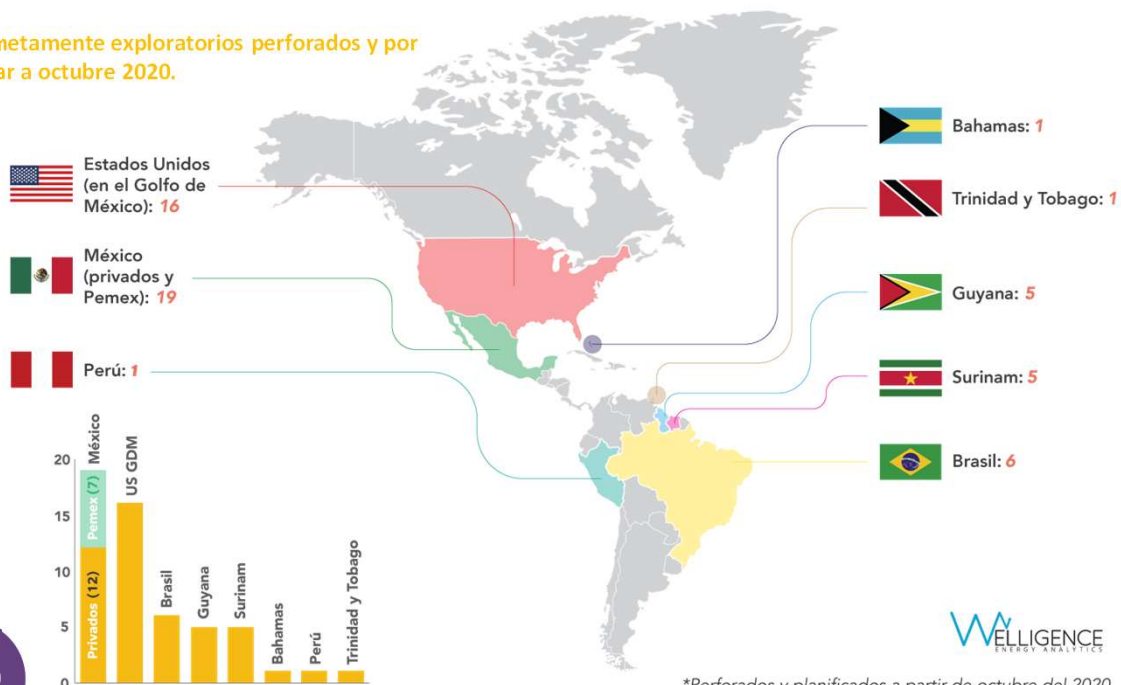 metamente exploratorios perforados y por
ar a octubre 2020.
Estados Unidos
(en el Golfo de
México): 16
México
(privados y
Pemex): 19
Perú: 1
Bahamas: 1
Trinidad y Tobago: 1
Guyana: 5
Surinam: 5
Brasil: 6
20
15
10
5
0
Privados (12)
Pemex (7)
México
US GDM
Brasil
Guyana
Surinam
Bahamas
Perú
Trinidad y Tobago
WELLIGENCE
ENERGY ANALYTICS
*Perforados y planificados a partir de octubre del 2020